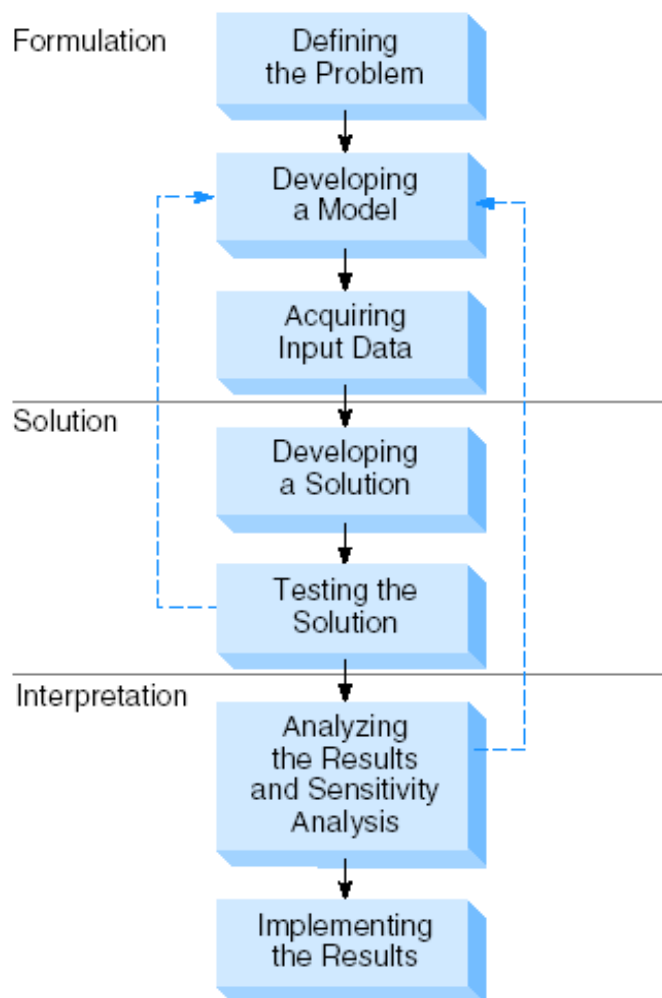 Formulation
Defining
the Problem
Developing
a Model
Acquiring
Input Data
Solution
Developing
a Solution
Testing the
Solution
Interpretation
Analyzing
the Results
and Sensitivity
Analysis
Implementing
the Results